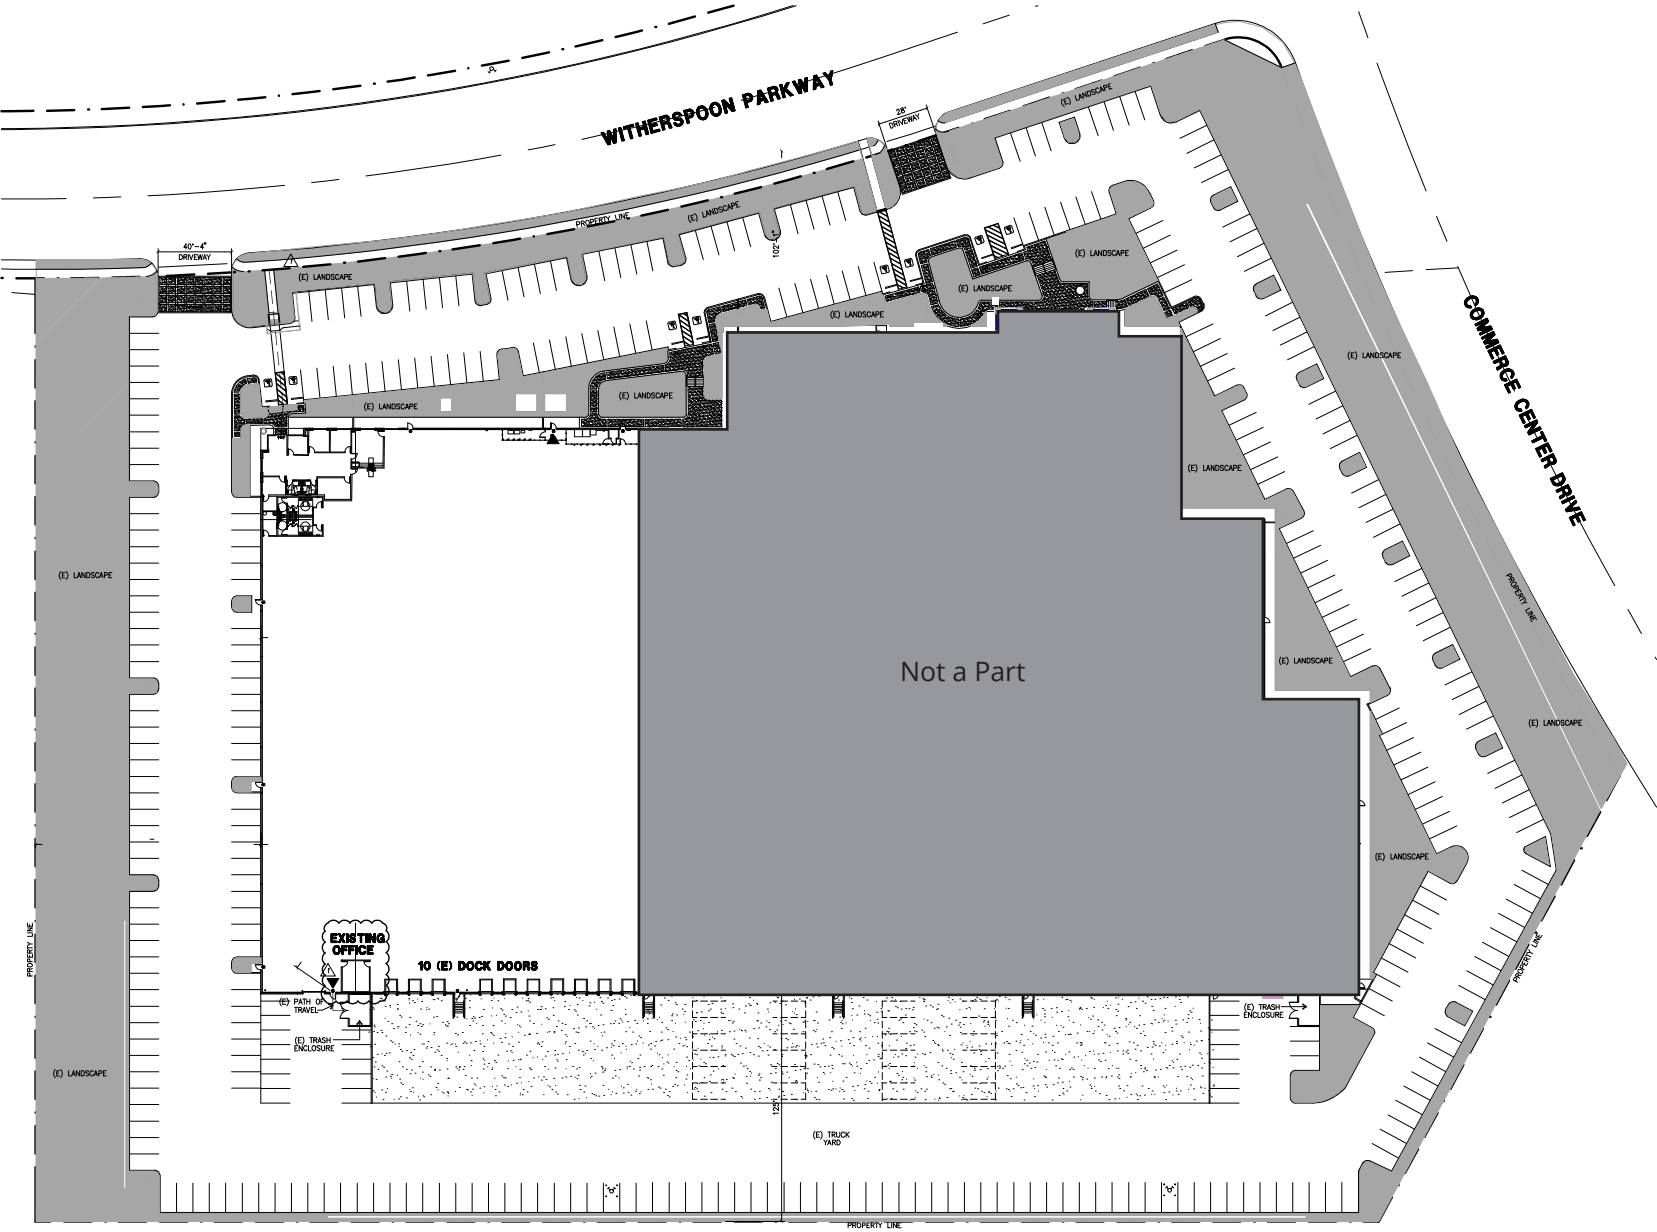 WITHERSPOON PARKWAY
28'
DRIVEWAY
(E) LANDSCAPE
PROPERTY LINE
(E) LANDSCAPE
40'-4"
DRIVEWAY
(E) LANDSCAPE
102'-1"
(E) LANDSCAPE
(E) LANDSCAPE
(E) LANDSCAPE
(E) LANDSCAPE
(E) LANDSCAPE
(E) LANDSCAPE
COMMERCE CENTER DRIVE
(E) LANDSCAPE
(E) LANDSCAPE
PROPERTY LINE
(E) LANDSCAPE
Not a Part
(E) LANDSCAPE
(E) LANDSCAPE
PROPERTY LINE
EXISTING
OFFICE
10 (E) DOCK DOORS
PROPERTY LINE
(E) PATH OF
TRAVEL
(E) TRASH
ENCLOSURE
(E) TRASH
ENCLOSURE
(E) LANDSCAPE
125'
(E) TRUCK
YARD
PROPERTY LINE